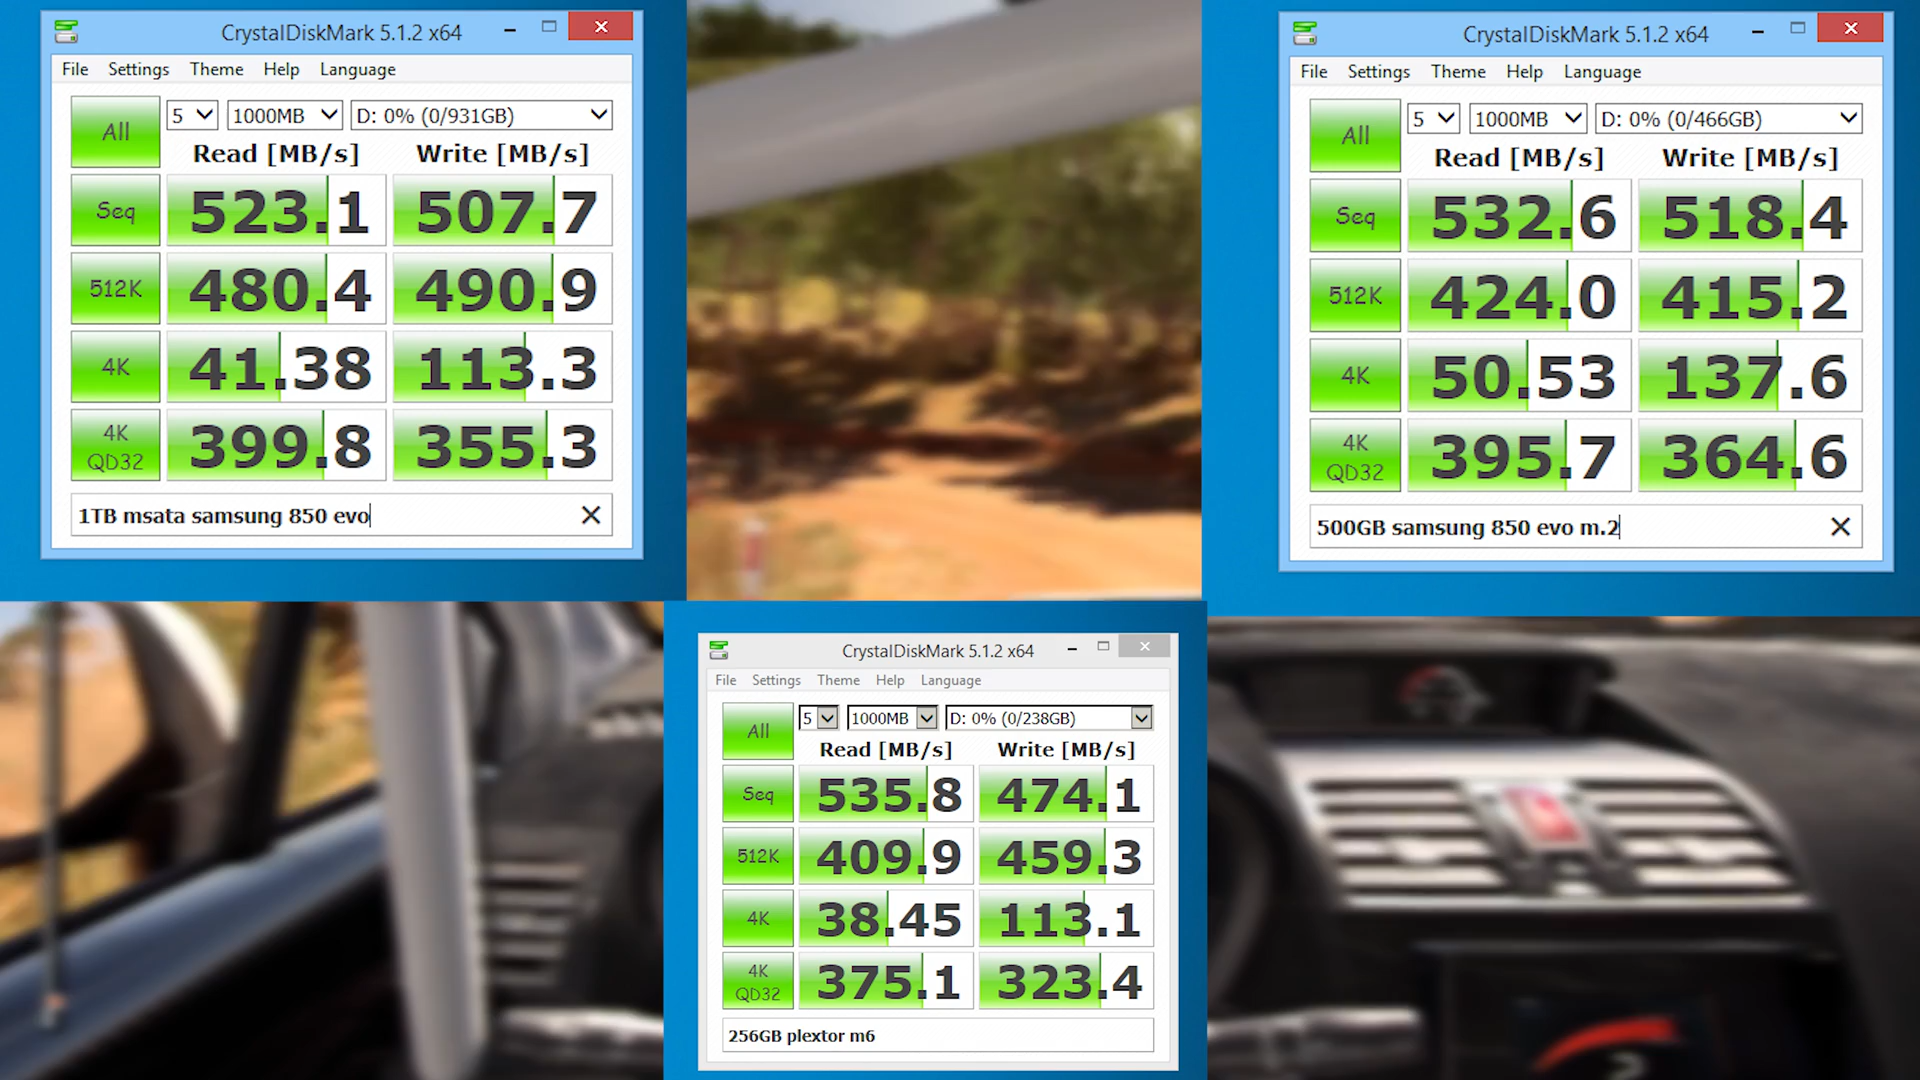 CrystalDiskMark 5.1.2 x64
File Settings Theme Help Language
All 5 1000MB D: 0% (0/931GB)
Read [MB/s] Write [MB/s]
Seq 523.1 507.7
512K 480.4 490.9
4K 41.38 113.3
4K QD32 399.8 355.3
1TB msata samsung 850 evo
CrystalDiskMark 5.1.2 x64
File Settings Theme Help Language
All 5 1000MB D: 0% (0/466GB)
Read [MB/s] Write [MB/s]
Seq 532.6 518.4
512K 424.0 415.2
4K 50.53 137.6
4K QD32 395.7 364.6
500GB samsung 850 evo m.2
CrystalDiskMark 5.1.2 x64
File Settings Theme Help Language
All 5 1000MB D: 0% (0/238GB)
Read [MB/s] Write [MB/s]
Seq 535.8 474.1
512K 409.9 459.3
4K 38.45 113.1
4K QD32 375.1 323.4
256GB plextor m6